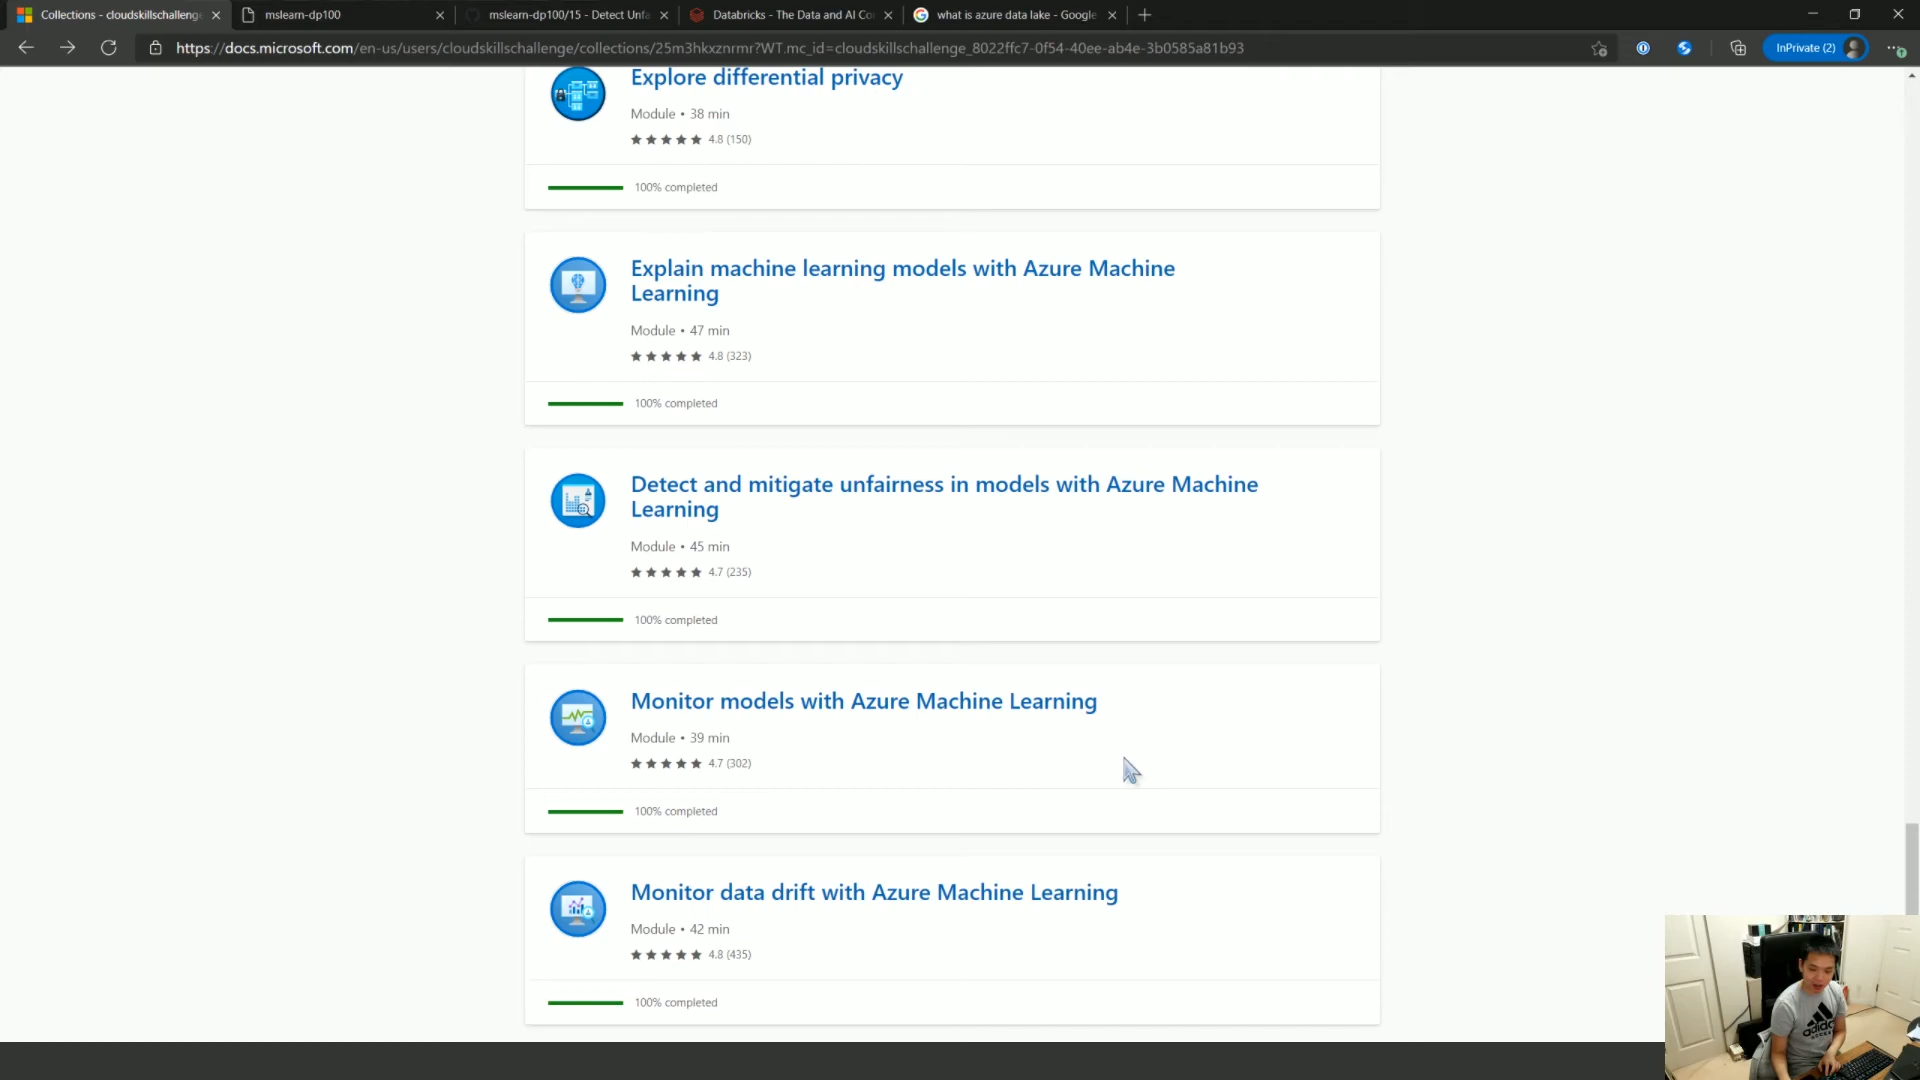 Collections - cloudskillschallenge
mslearn-dp100
mslearn-dp100/15 - Detect Unfa
Databricks - The Data and AI Co
what is azure data lake - Google
https://docs.microsoft.com/en-us/users/cloudskillschallenge/collections/25m3hkxznrmr?WT.mc_id=cloudskillschallenge_8022ffc7-0f54-40ee-ab4e-3b0585a81b93
InPrivate (2)
Explore differential privacy
Module • 38 min
4.8 (150)
100% completed
Explain machine learning models with Azure Machine
Learning
Module • 47 min
4.8 (323)
100% completed
Detect and mitigate unfairness in models with Azure Machine
Learning
Module • 45 min
4.7 (235)
100% completed
Monitor models with Azure Machine Learning
Module • 39 min
4.7 (302)
100% completed
Monitor data drift with Azure Machine Learning
Module • 42 min
4.8 (435)
100% completed
adidas